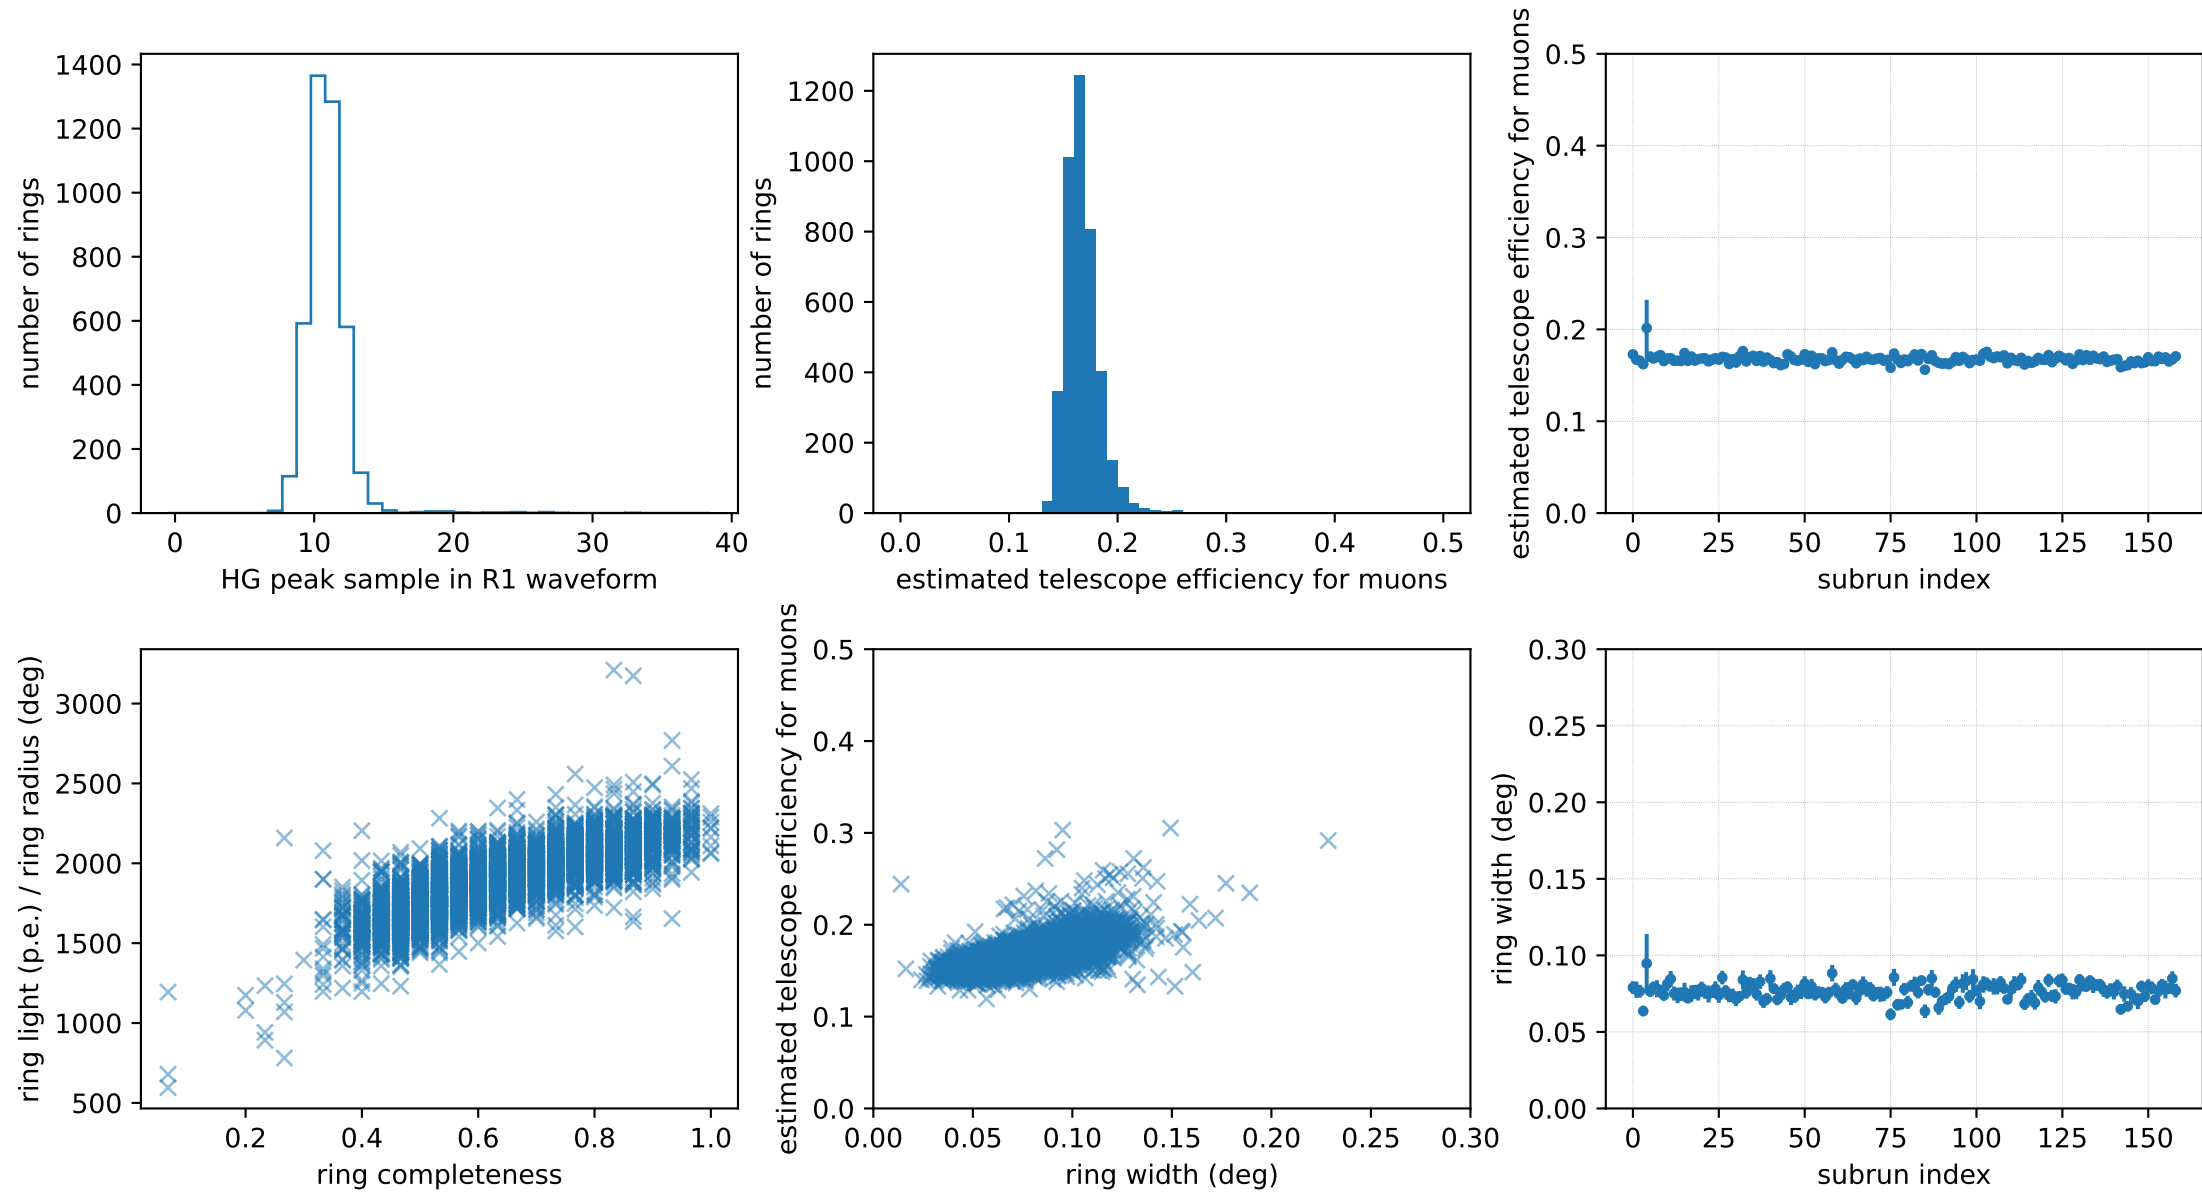 1400
1200
1000
800
600
400
200
0
number of rings
0 10 20 30 40
HG peak sample in R1 waveform
1200
1000
800
600
400
200
0
number of rings
0.0 0.1 0.2 0.3 0.4 0.5
estimated telescope efficiency for muons
0.5
0.4
0.3
0.2
0.1
0.0
estimated telescope efficiency for muons
0 25 50 75 100 125 150
subrun index
3000
2500
2000
1500
1000
500
ring light (p.e.) / ring radius (deg)
0.2 0.4 0.6 0.8 1.0
ring completeness
0.5
0.4
0.3
0.2
0.1
0.0
estimated telescope efficiency for muons
0.00 0.05 0.10 0.15 0.20 0.25 0.30
ring width (deg)
0.30
0.25
0.20
0.15
0.10
0.05
0.00
ring width (deg)
0 25 50 75 100 125 150
subrun index